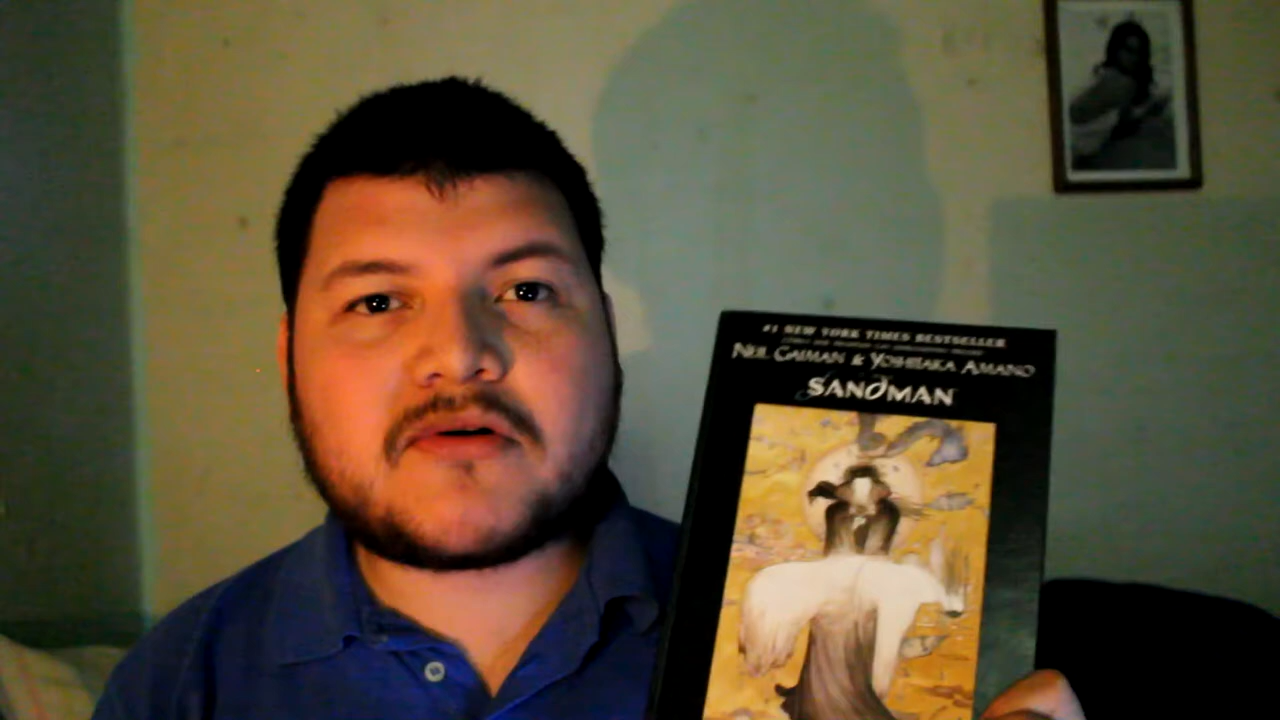 #1 NEW YORK TIMES BESTSELLER
NEIL GAIMAN & YOSHITAKA AMANO
SANDMAN